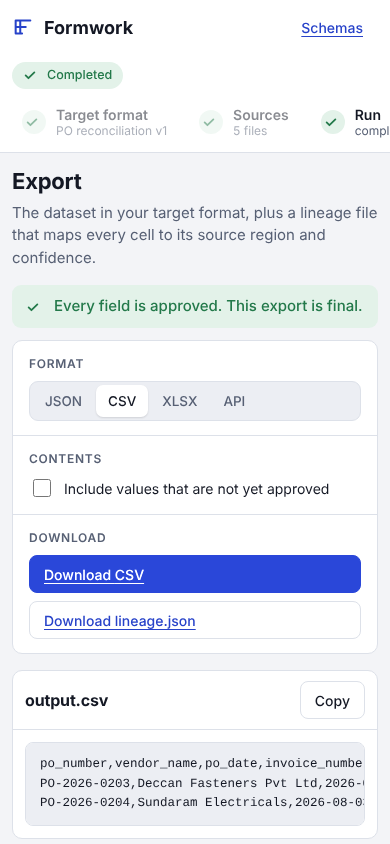 Formwork
Schemas
Completed
Target format
PO reconciliation v1
Sources
5 files
Run
compl
Export
The dataset in your target format, plus a lineage file
that maps every cell to its source region and
confidence.
Every field is approved. This export is final.
FORMAT
JSON
CSV
XLSX
API
CONTENTS
Include values that are not yet approved
DOWNLOAD
Download CSV
Download lineage.json
output.csv
Copy
po_number,vendor_name,po_date,invoice_numbe
PO-2026-0203,Deccan Fasteners Pvt Ltd,2026-
PO-2026-0204,Sundaram Electricals,2026-08-0